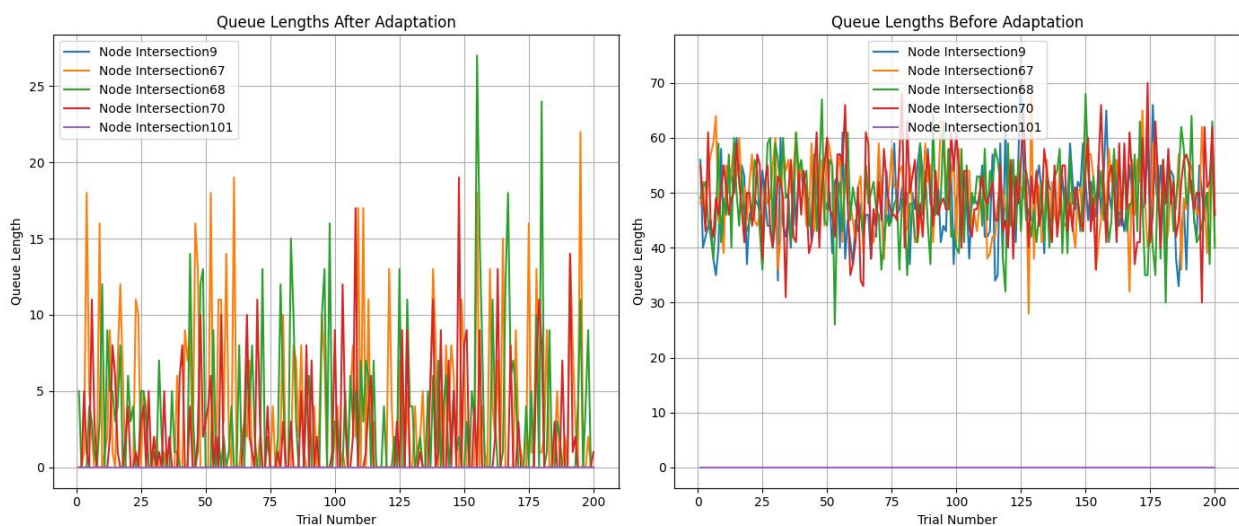 Queue Lengths After Adaptation
Node Intersection9
Node Intersection67
Node Intersection68
Node Intersection70
Node Intersection101
Queue Length
25
20
15
10
5
0
0
25
50
75
100
125
150
175
200
Trial Number
Queue Lengths Before Adaptation
Node Intersection9
Node Intersection67
Node Intersection68
Node Intersection70
Node Intersection101
Queue Length
70
60
50
40
30
20
10
0
0
25
50
75
100
125
150
175
200
Trial Number